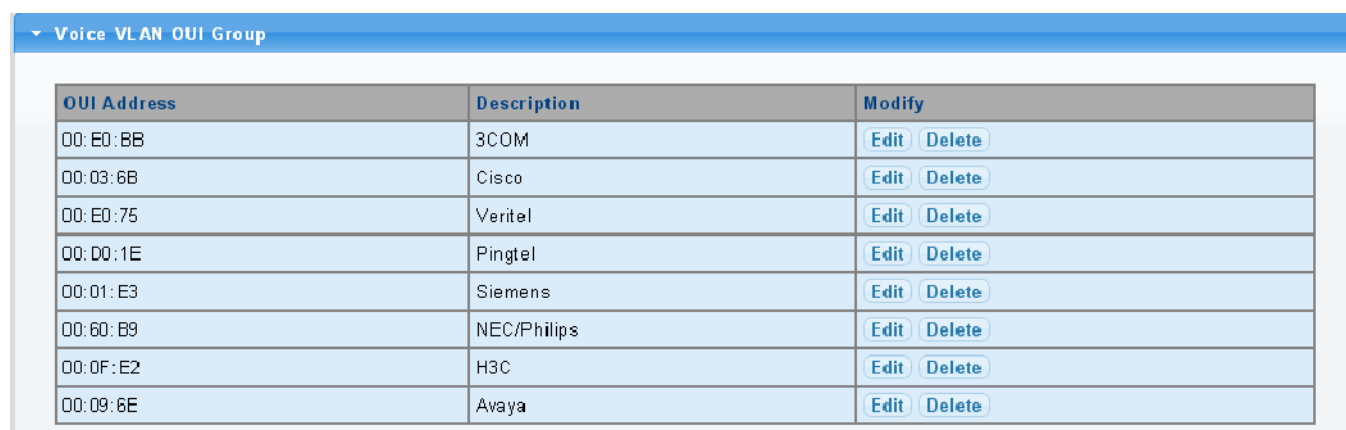 Voice VLAN OUI Group
OUI Address Description Modify
00:E0:BB 3COM Edit Delete
00:03:6B Cisco Edit Delete
00:E0:75 Veritel Edit Delete
00:D0:1E Pingtel Edit Delete
00:01:E3 Siemens Edit Delete
00:60:B9 NEC/Philips Edit Delete
00:0F:E2 H3C Edit Delete
00:09:6E Avaya Edit Delete